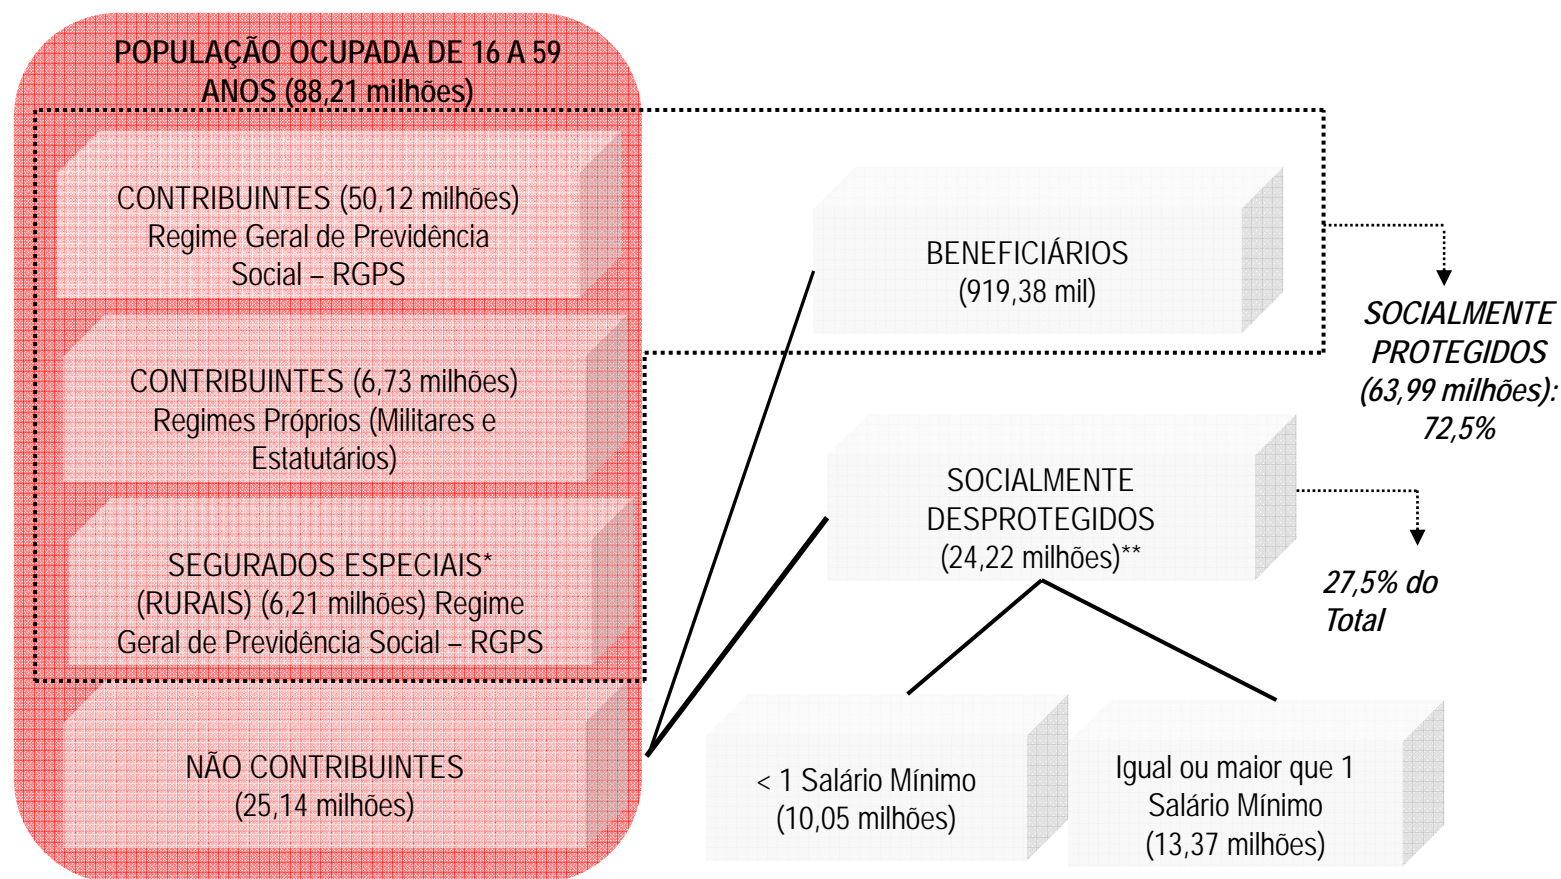 POPULAÇÃO OCUPADA DE 16 A 59
ANOS (88,21 milhões)
CONTRIBUINTES (50,12 milhões)
Regime Geral de Previdência
Social – RGPS
CONTRIBUINTES (6,73 milhões)
Regimes Próprios (Militares e
Estatutários)
SEGURADOS ESPECIAIS*
(RURAIS) (6,21 milhões) Regime
Geral de Previdência Social – RGPS
NÃO CONTRIBUINTES
(25,14 milhões)
BENEFICIÁRIOS
(919,38 mil)
SOCIALMENTE
PROTEGIDOS
(63,99 milhões):
72,5%
SOCIALMENTE
DESPROTEGIDOS
(24,22 milhões)**
27,5% do
Total
< 1 Salário Mínimo
(10,05 milhões)
Igual ou maior que 1
Salário Mínimo
(13,37 milhões)